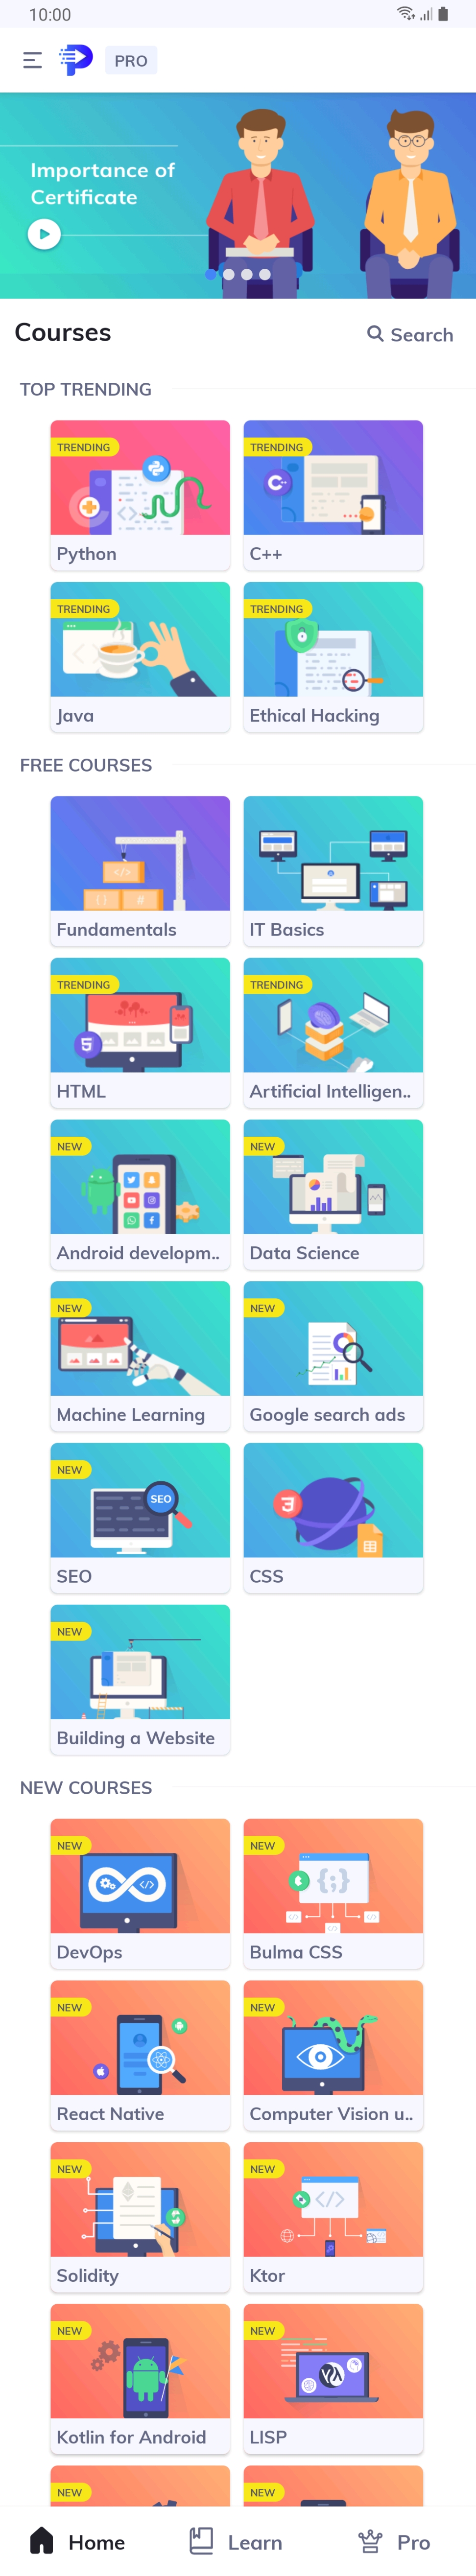 10:00
PRO
Importance of
Certificate
Courses
Search
TOP TRENDING
TRENDING
TRENDING
Python
C++
TRENDING
TRENDING
Java
Ethical Hacking
FREE COURSES
Fundamentals
IT Basics
TRENDING
TRENDING
HTML
Artificial Intelligen..
NEW
NEW
Android developm..
Data Science
NEW
NEW
Machine Learning
Google search ads
NEW
SEO
SEO
CSS
NEW
Building a Website
NEW COURSES
NEW
NEW
DevOps
Bulma CSS
NEW
NEW
React Native
Computer Vision u..
NEW
NEW
Solidity
Ktor
NEW
NEW
Kotlin for Android
LISP
NEW
NEW
Home
Learn
Pro